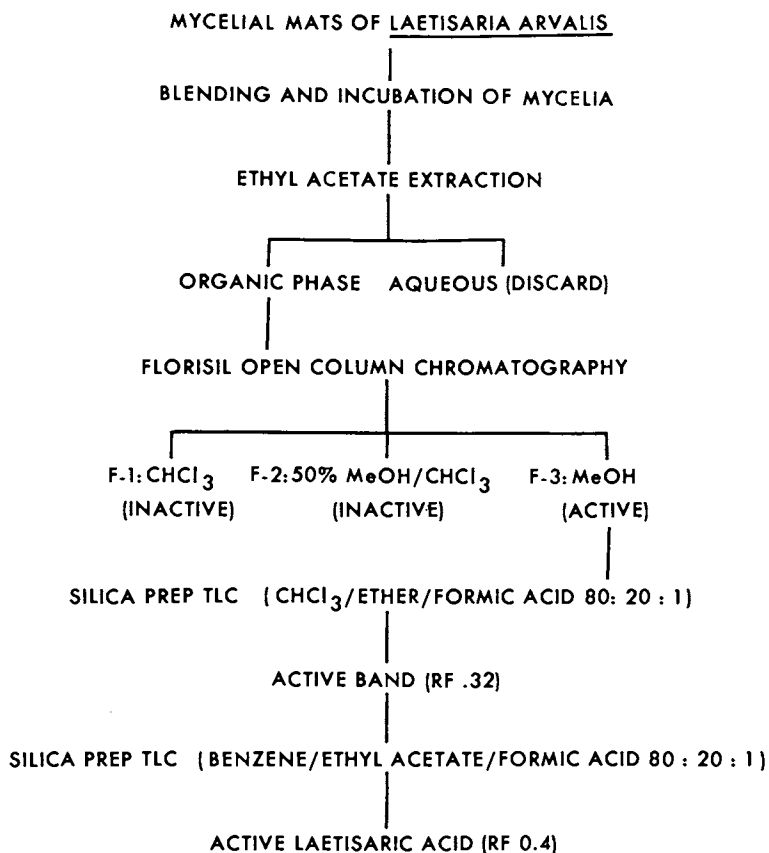 MYCELIAL MATS OF LAETISARIA ARVALIS
BLENDING AND INCUBATION OF MYCELIA
ETHYL ACETATE EXTRACTION
ORGANIC PHASE AQUEOUS (DISCARD)
FLORISIL OPEN COLUMN CHROMATOGRAPHY
F-1: CHCl3 F-2: 50% MeOH/CHCl3 F-3: MeOH
(INACTIVE) (INACTIVE) (ACTIVE)
SILICA PREP TLC (CHCl3/ETHER/FORMIC ACID 80: 20 : 1)
ACTIVE BAND (RF .32)
SILICA PREP TLC (BENZENE/ETHYL ACETATE/FORMIC ACID 80 : 20 : 1)
ACTIVE LAETISARIC ACID (RF 0.4)